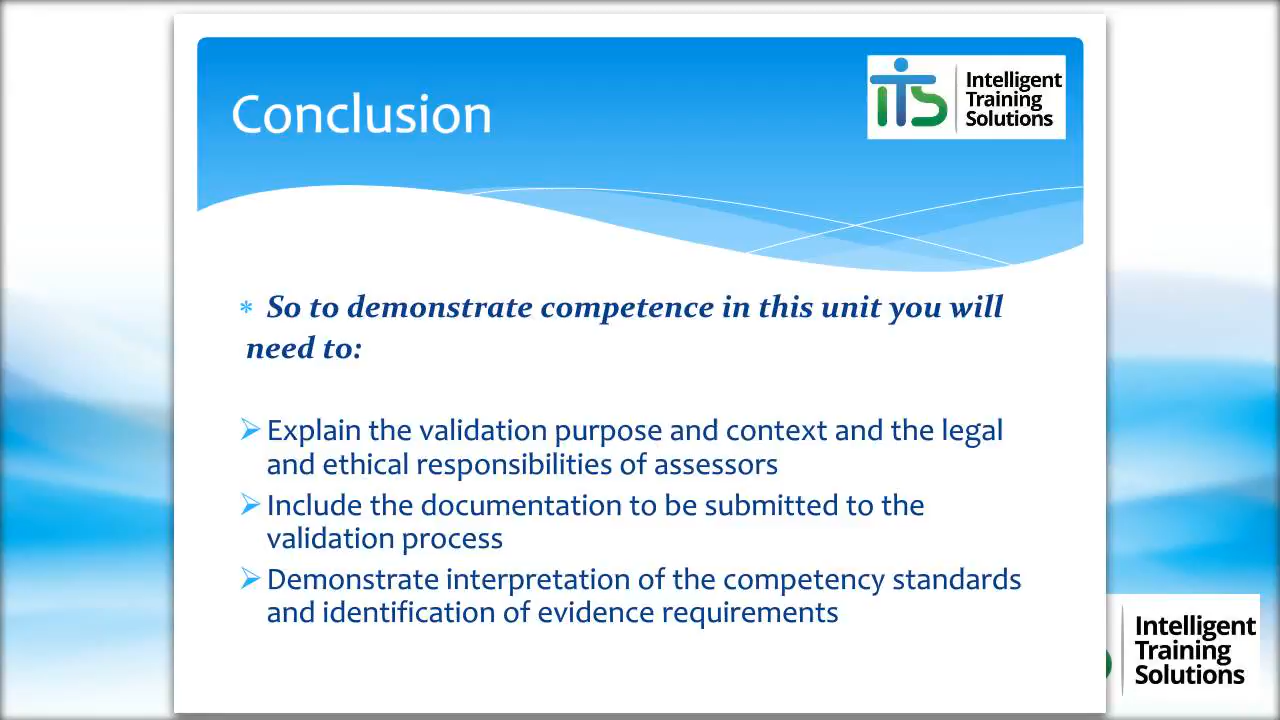 Conclusion
iTS
Intelligent
Training
Solutions
* So to demonstrate competence in this unit you will
need to:
Explain the validation purpose and context and the legal
and ethical responsibilities of assessors
Include the documentation to be submitted to the
validation process
Demonstrate interpretation of the competency standards
and identification of evidence requirements
Intelligent
Training
Solutions